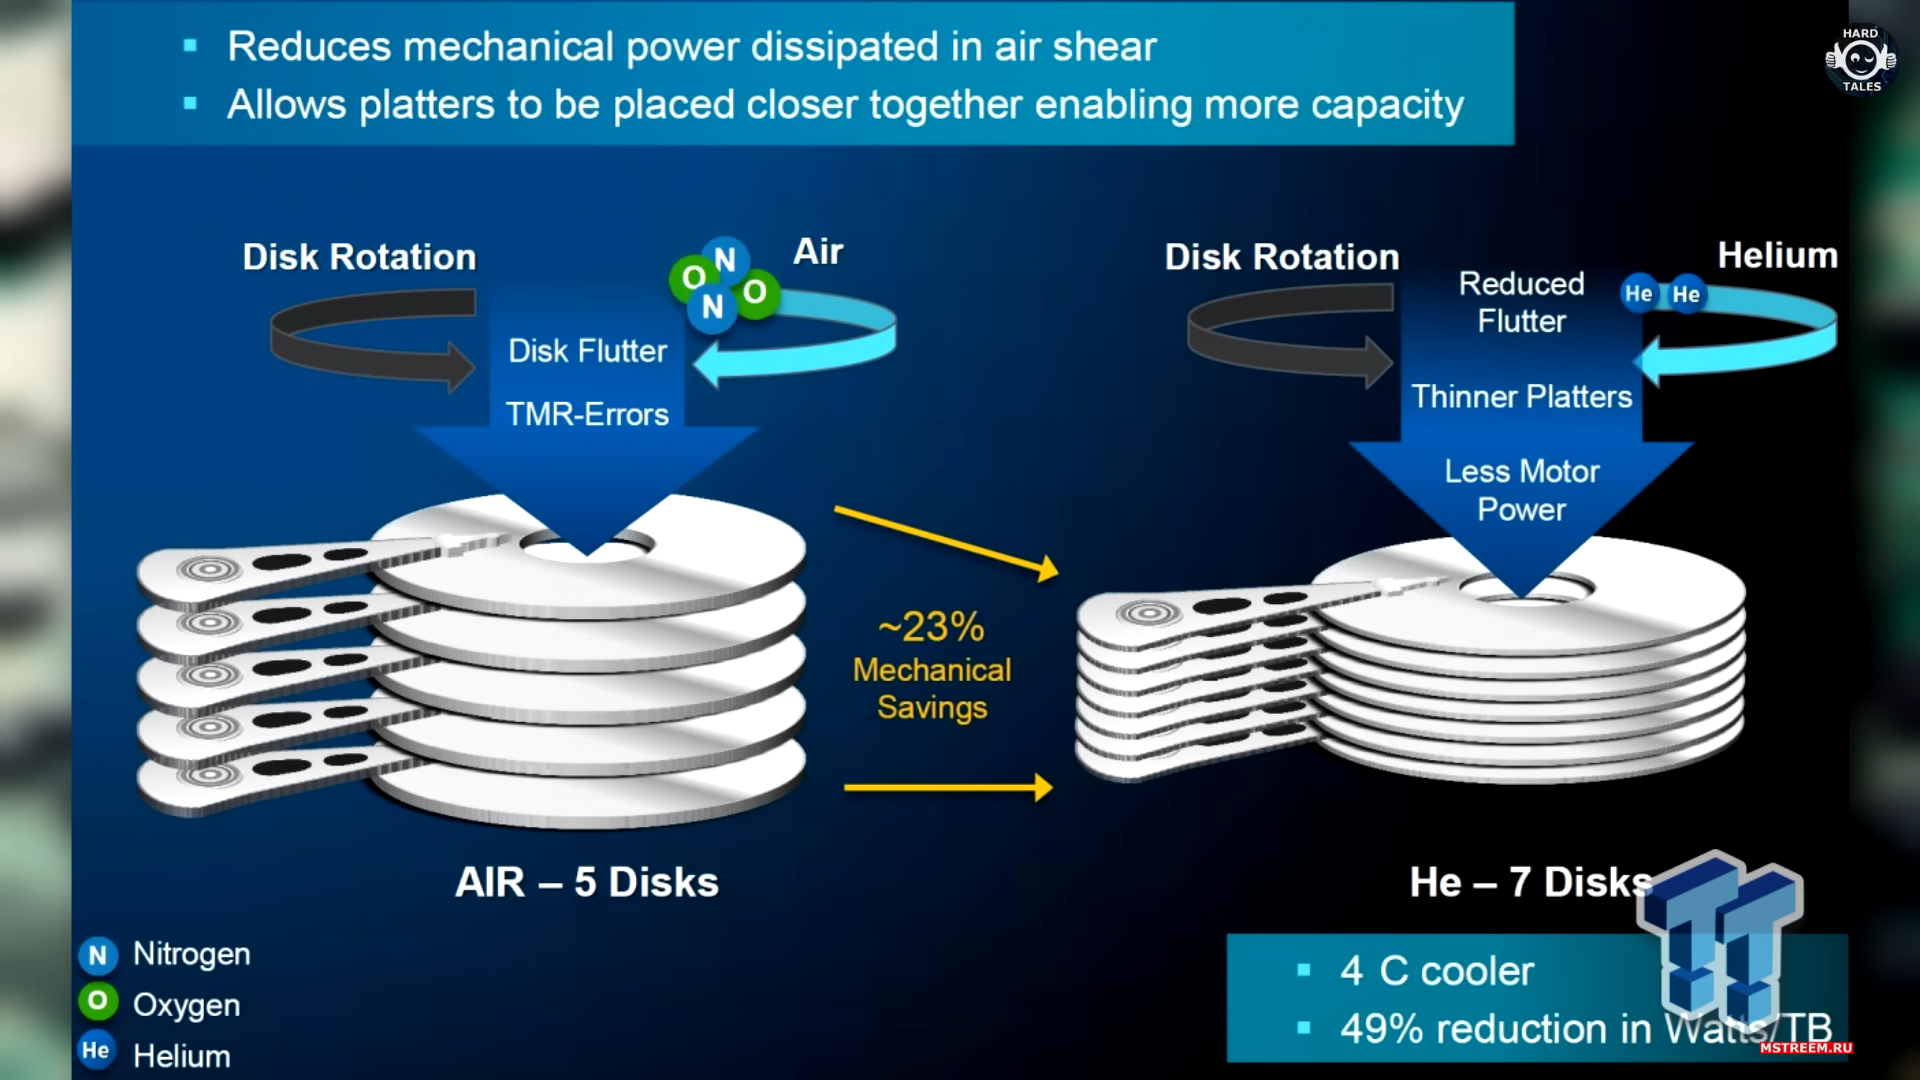 Reduces mechanical power dissipated in air shear
Allows platters to be placed closer together enabling more capacity
HARD
TALES
Disk Rotation
N
O
O
N
Air
Disk Flutter
TMR-Errors
Disk Rotation
Reduced
Flutter
He
He
Helium
Thinner Platters
Less Motor
Power
~23%
Mechanical
Savings
AIR – 5 Disks
He – 7 Disks
N Nitrogen
O Oxygen
He Helium
4 C cooler
49% reduction in Watts/TB
TT
MSTREEM.RU